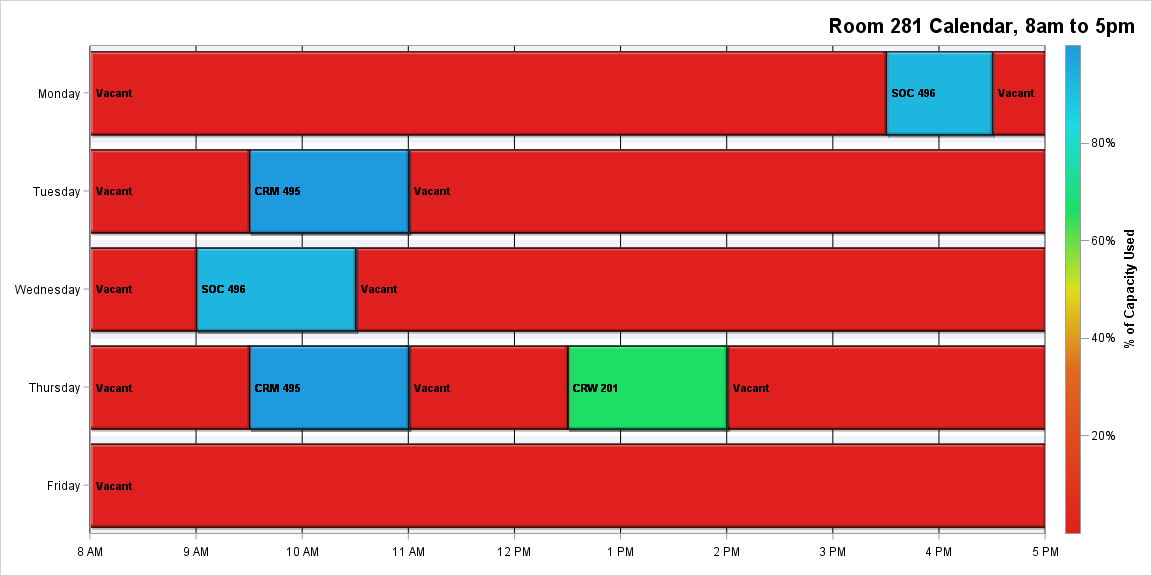 Room 281 Calendar, 8am to 5pm
Monday
Vacant
SOC 496
Vacant
Tuesday
Vacant
CRM 495
Vacant
Wednesday
Vacant
SOC 496
Vacant
Thursday
Vacant
CRM 495
Vacant
CRW 201
Vacant
Friday
Vacant
8 AM
9 AM
10 AM
11 AM
12 PM
1 PM
2 PM
3 PM
4 PM
5 PM
80%
60%
40%
20%
% of Capacity Used